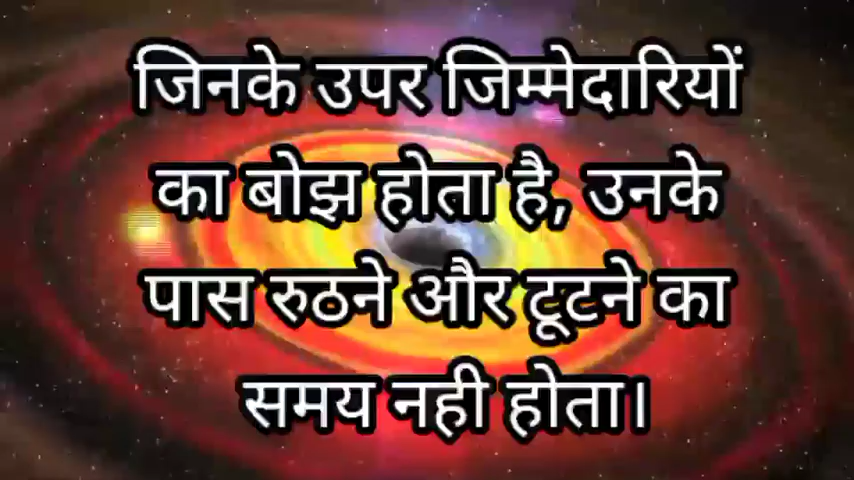 जिनके उपर जिम्मेदारियों
का बोझ होता है, उनके
पास रुठने और टूटने का
समय नही होता।